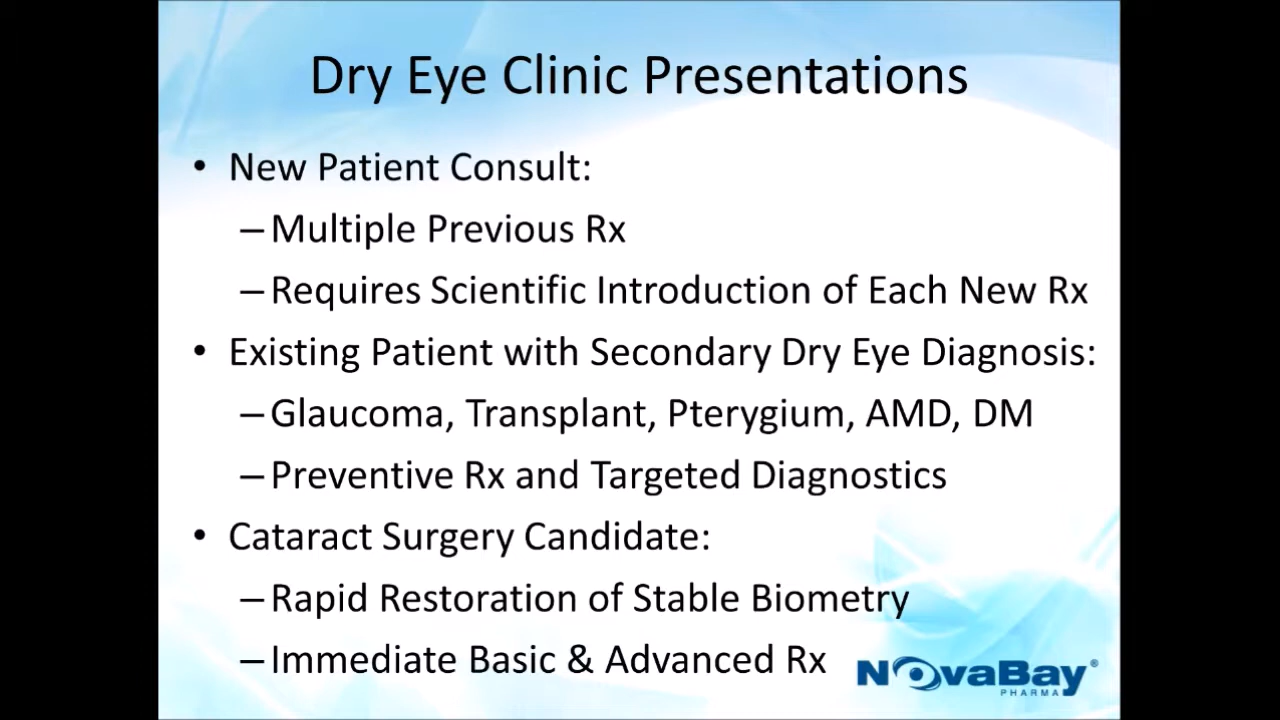 Dry Eye Clinic Presentations
• New Patient Consult:
– Multiple Previous Rx
– Requires Scientific Introduction of Each New Rx
• Existing Patient with Secondary Dry Eye Diagnosis:
– Glaucoma, Transplant, Pterygium, AMD, DM
– Preventive Rx and Targeted Diagnostics
• Cataract Surgery Candidate:
– Rapid Restoration of Stable Biometry
– Immediate Basic & Advanced Rx
NovaBay®
PHARMA